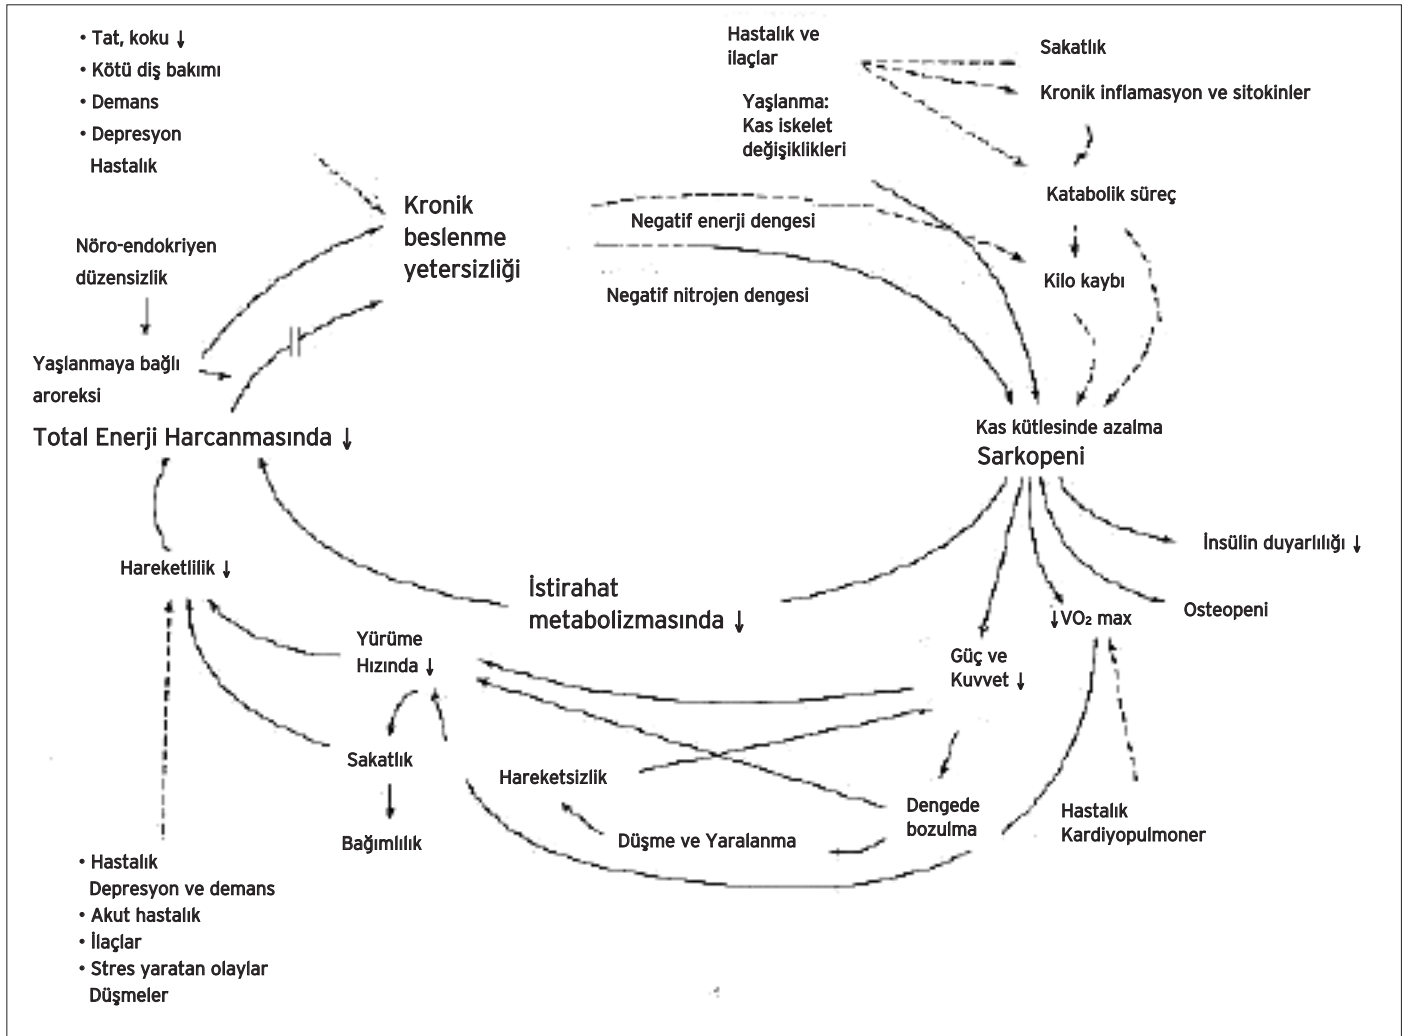 • Tat, koku ↓
• Kötü diş bakımı
• Demans
• Depresyon
Hastalık
Hastalık ve
ilaçlar
Sakatlık
Kronik inflamasyon ve sitokinler
Yaşlanma:
Kas iskelet
değişiklikleri
Katabolik süreç
Kronik
beslenme
yetersizliği
Negatif enerji dengesi
Nöro-endokriyen
düzensizlik
Kilo kaybı
Negatif nitrojen dengesi
Yaşlanmaya bağlı
aroreksi
Total Enerji Harcanmasında ↓
Kas kütlesinde azalma
Sarkopeni
İnsülin duyarlılığı ↓
Hareketlilik ↓
İstirahat
metabolizmasında ↓
Osteopeni
↓VO₂ max
Yürüme
Hızında ↓
Güç ve
Kuvvet ↓
Sakatlık
Hareketsizlik
Dengede
bozulma
Hastalık
Kardiyopulmoner
Bağımlılık
Düşme ve Yaralanma
• Hastalık
Depresyon ve demans
• Akut hastalık
• İlaçlar
• Stres yaratan olaylar
Düşmeler